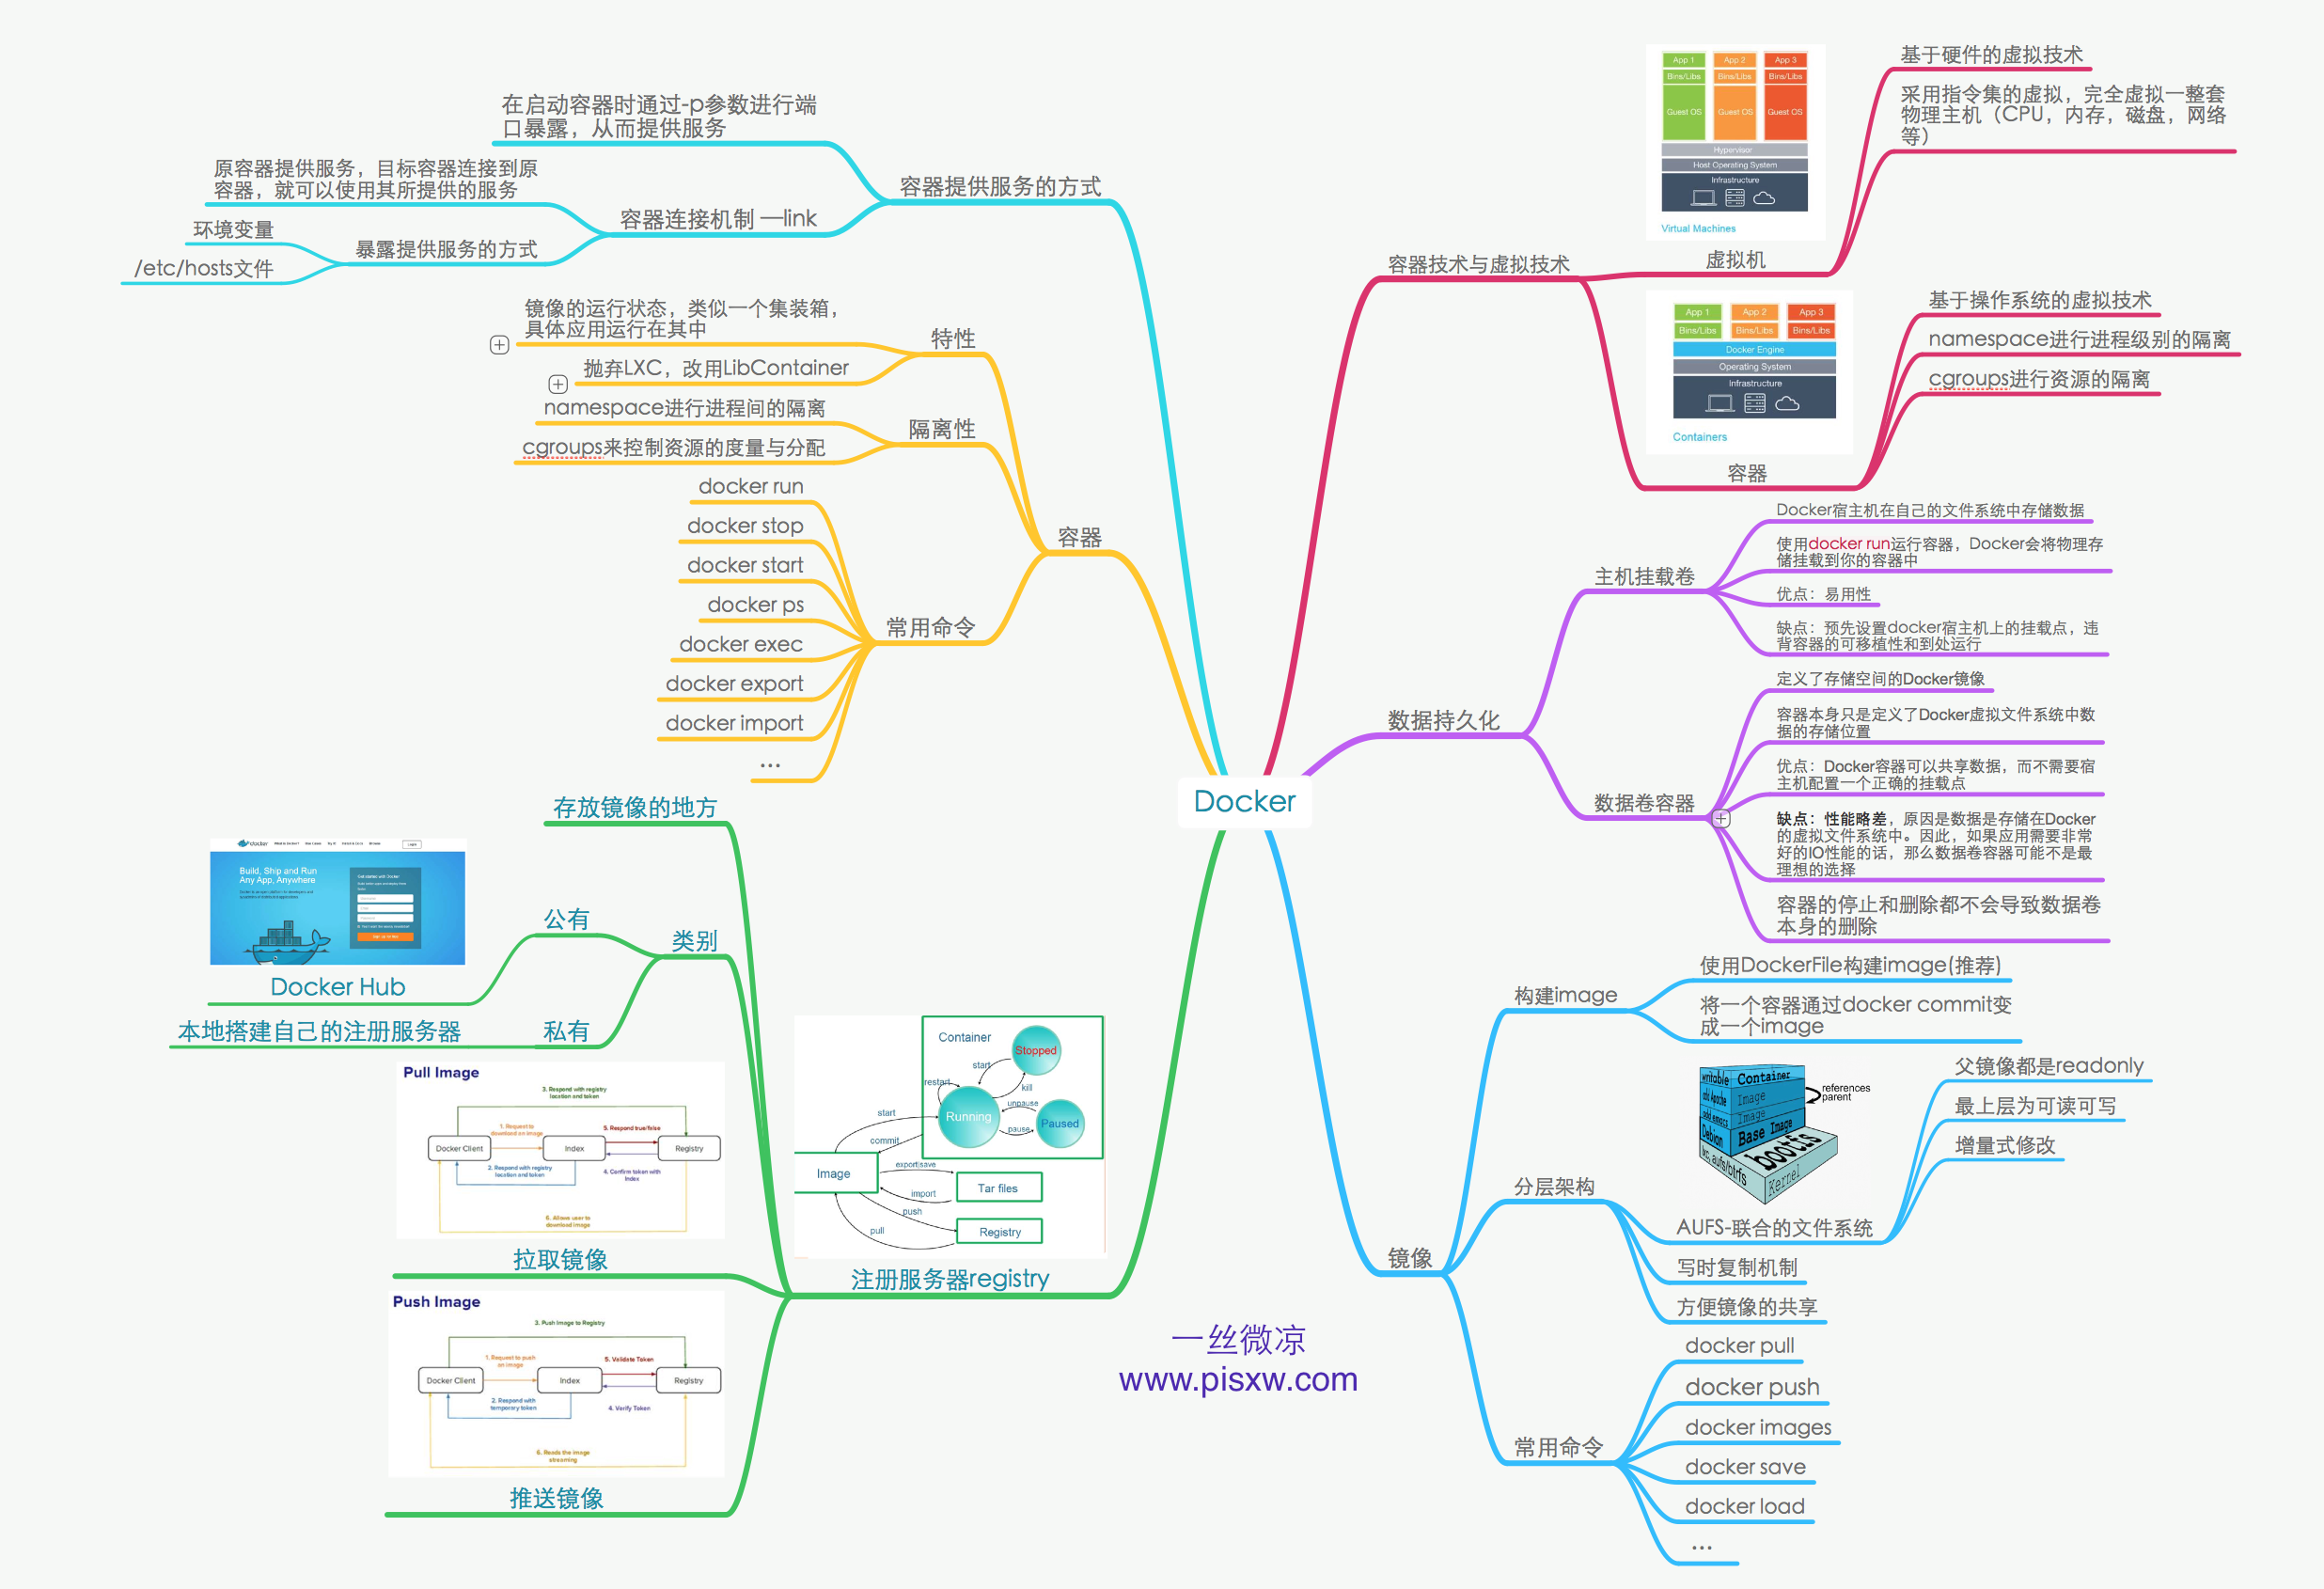 Docker
容器技术与虚拟技术
App 1
App 2
App 3
Bins/Libs
Bins/Libs
Bins/Libs
Guest OS
Guest OS
Guest OS
Hypervisor
Host Operating System
Infrastructure
Virtual Machines
虚拟机
基于硬件的虚拟技术
采用指令集的虚拟，完全虚拟一整套
物理主机（CPU，内存，磁盘，网络
等）
App 1
App 2
App 3
Bins/Libs
Bins/Libs
Bins/Libs
Docker Engine
Operating System
Infrastructure
Containers
容器
基于操作系统的虚拟技术
namespace进行进程级别的隔离
cgroups进行资源的隔离
数据持久化
主机挂载卷
Docker宿主机在自己的文件系统中存储数据
使用docker run运行容器，Docker会将物理存
储挂载到你的容器中
优点：易用性
缺点：预先设置docker宿主机上的挂载点，违
背容器的可移植性和到处运行
数据卷容器
定义了存储空间的Docker镜像
容器本身只是定义了Docker虚拟文件系统中数
据的存储位置
优点：Docker容器可以共享数据，而不需要宿
主机配置一个正确的挂载点
缺点：性能略差，原因是数据是存储在Docker
的虚拟文件系统中。因此，如果应用需要非常
好的IO性能的话，那么数据卷容器可能不是最
理想的选择
容器的停止和删除都不会导致数据卷
本身的删除
镜像
构建image
使用DockerFile构建image(推荐)
将一个容器通过docker commit变
成一个image
分层架构
writable
Container
add Apache
Image
add emacs
Image
Debian
Base Image
references
parent
bootfs
lxc, aufs/btrfs
Kernel
AUFS-联合的文件系统
父镜像都是readonly
最上层为可读可写
增量式修改
写时复制机制
方便镜像的共享
常用命令
docker pull
docker push
docker images
docker save
docker load
...
容器提供服务的方式
在启动容器时通过-p参数进行端
口暴露，从而提供服务
容器连接机制 —link
原容器提供服务，目标容器连接到原
容器，就可以使用其所提供的服务
暴露提供服务的方式
环境变量
/etc/hosts文件
容器
特性
镜像的运行状态，类似一个集装箱，
具体应用运行在其中
抛弃LXC，改用LibContainer
隔离性
namespace进行进程间的隔离
cgroups来控制资源的度量与分配
常用命令
docker run
docker stop
docker start
docker ps
docker exec
docker export
docker import
...
注册服务器registry
Container
Stopped
start
restart
kill
Running
unpause
pause
Paused
start
commit
Image
export|save
import
Tar files
push
pull
Registry
存放镜像的地方
类别
公有
docker
Build, Ship and Run
Any App, Anywhere
Get started with Docker
Docker Hub
私有
本地搭建自己的注册服务器
Pull Image
3. Respond with registry
location and token
1. Request to
download an image
5. Respond true/false
Docker Client
Index
Registry
2. Respond with registry
location and token
4. Confirm token with
Index
6. Allows user to
download image
拉取镜像
Push Image
3. Push Image to Registry
1. Request to push
an image
5. Validate Token
Docker Client
Index
Registry
2. Respond with
temporary token
4. Verify Token
6. Reads the image
streaming
推送镜像
一丝微凉
www.pisxw.com